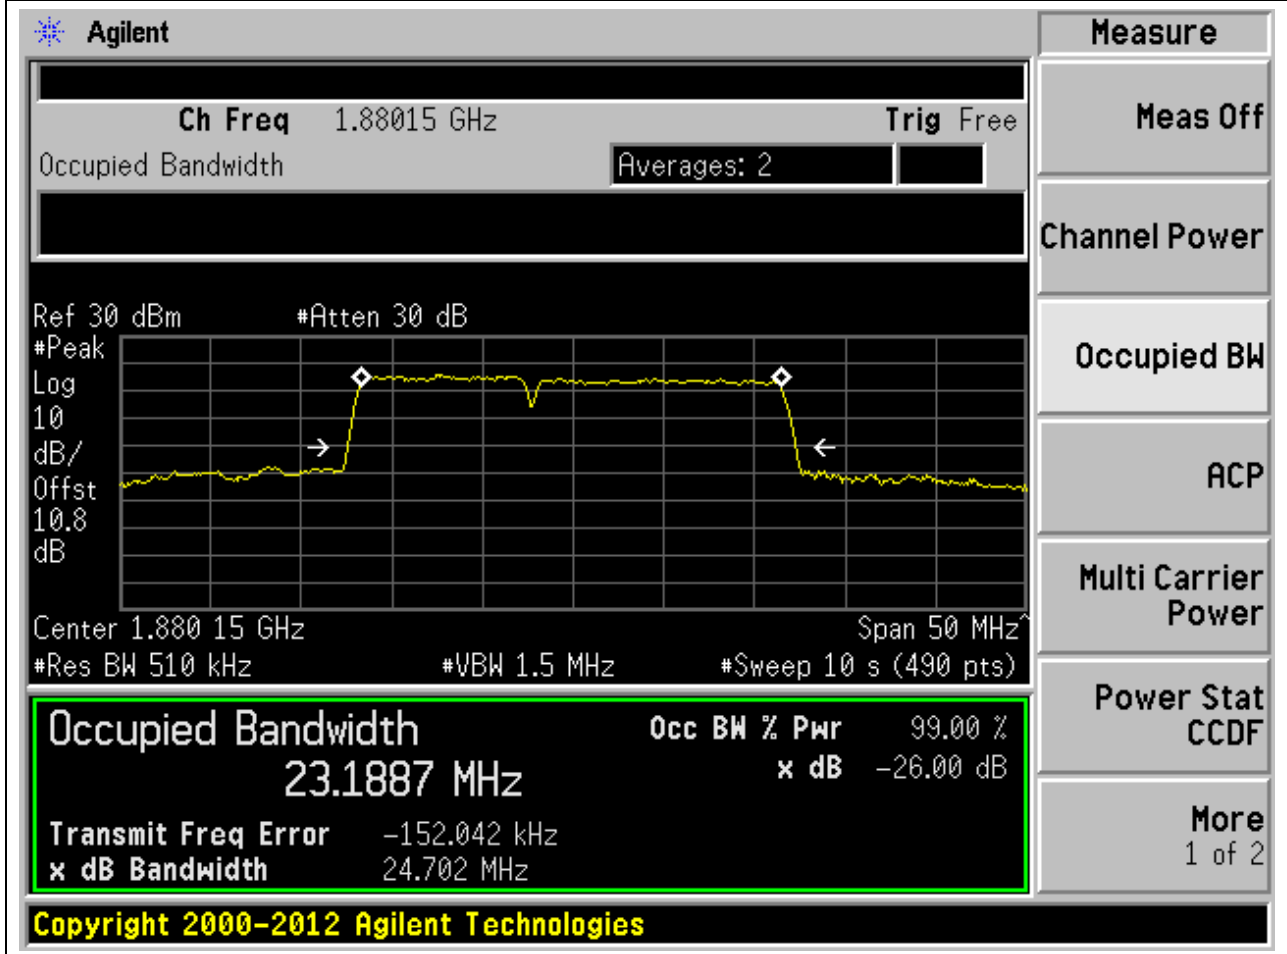 Agilent
Measure
Ch Freq 1.88015 GHz Trig Free
Occupied Bandwidth Averages: 2
Meas Off
Channel Power
Occupied BW
ACP
Multi Carrier
Power
Power Stat
CCDF
More
1 of 2
Ref 30 dBm #Atten 30 dB
#Peak
Log
10
dB/
Offst
10.8
dB
Center 1.880 15 GHz Span 50 MHz^
#Res BW 510 kHz #VBW 1.5 MHz #Sweep 10 s (490 pts)
Occupied Bandwidth Occ BW % Pwr 99.00 %
23.1887 MHz x dB -26.00 dB
Transmit Freq Error -152.042 kHz
x dB Bandwidth 24.702 MHz
Copyright 2000-2012 Agilent Technologies